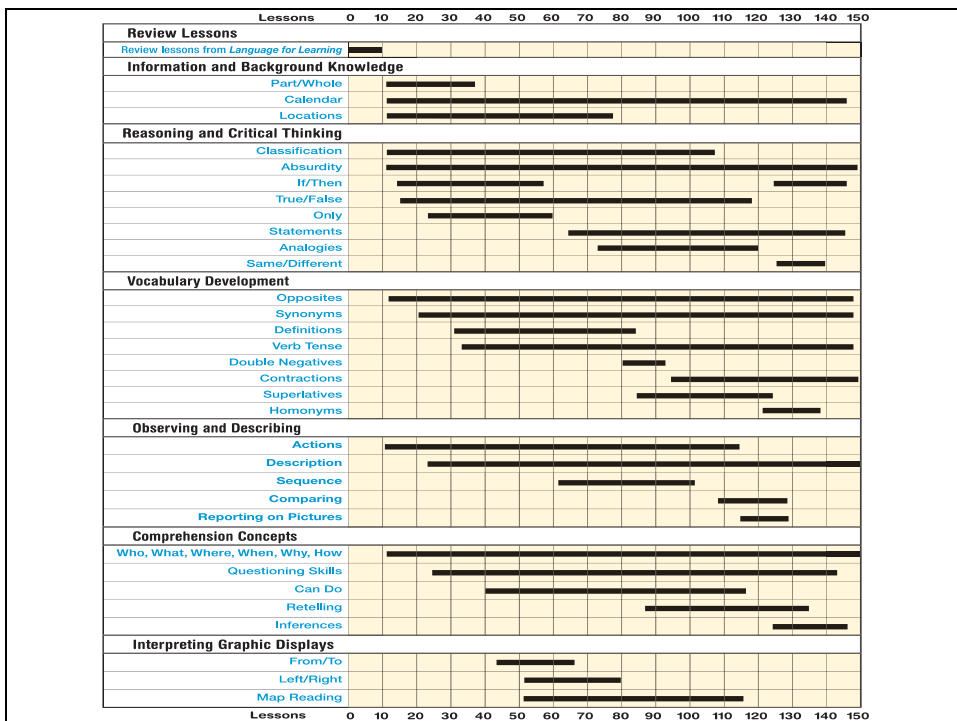 Lessons 0 10 20 30 40 50 60 70 80 90 100 110 120 130 140 150
Review Lessons
Review lessons from Language for Learning
Information and Background Knowledge
Part/Whole
Calendar
Locations
Reasoning and Critical Thinking
Classification
Absurdity
If/Then
True/False
Only
Statements
Analogies
Same/Different
Vocabulary Development
Opposites
Synonyms
Definitions
Verb Tense
Double Negatives
Contractions
Superlatives
Homonyms
Observing and Describing
Actions
Description
Sequence
Comparing
Reporting on Pictures
Comprehension Concepts
Who, What, Where, When, Why, How
Questioning Skills
Can Do
Retelling
Inferences
Interpreting Graphic Displays
From/To
Left/Right
Map Reading
Lessons 0 10 20 30 40 50 60 70 80 90 100 110 120 130 140 150